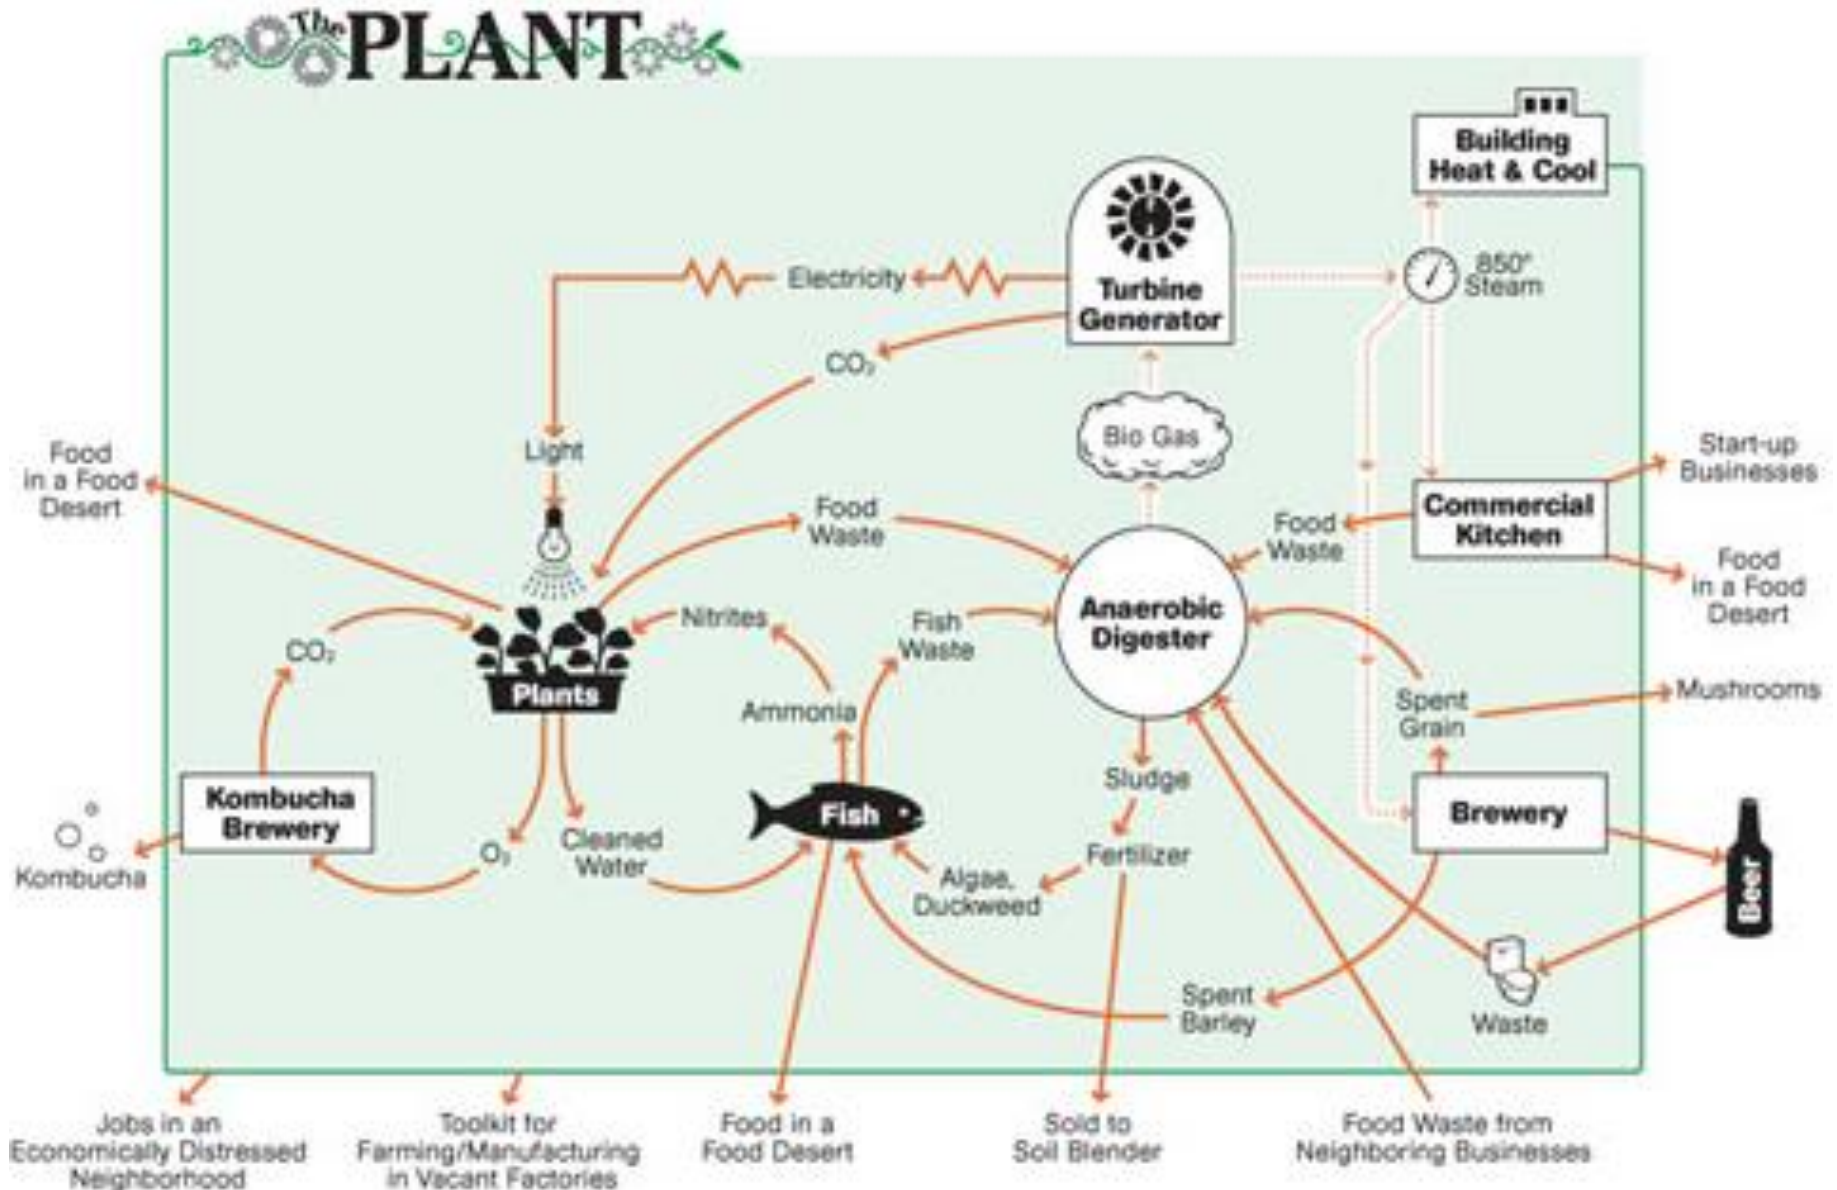 The PLANT
Building
Heat & Cool
850°
Steam
Electricity
Turbine
Generator
CO₂
Bio Gas
Light
Food
in a Food
Desert
Start-up
Businesses
Commercial
Kitchen
Food
Waste
Food
Waste
Food
in a Food
Desert
Anaerobic
Digester
Nitrites
Fish
Waste
CO₂
Plants
Ammonia
Spent
Grain
Mushrooms
Sludge
Kombucha
Brewery
Fish
Brewery
Cleaned
Water
O₂
Fertilizer
Kombucha
Algae,
Duckweed
Beer
Spent
Barley
Waste
Jobs in an
Economically Distressed
Neighborhood
Toolkit for
Farming/Manufacturing
in Vacant Factories
Food in a
Food Desert
Sold to
Soil Blender
Food Waste from
Neighboring Businesses